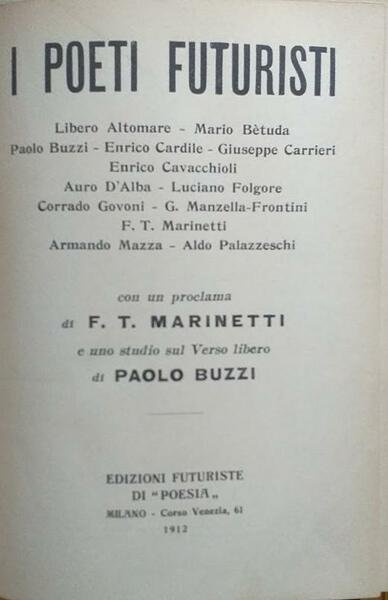 I POETI FUTURISTI
Libero Altomare - Mario Bètuda
Paolo Buzzi - Enrico Cardile - Giuseppe Carrieri
Enrico Cavacchioli
Auro D'Alba - Luciano Folgore
Corrado Govoni - G. Manzella-Frontini
F. T. Marinetti
Armando Mazza - Aldo Palazzeschi
con un proclama
di F. T. MARINETTI
e uno studio sul Verso libero
di PAOLO BUZZI
EDIZIONI FUTURISTE
DI "POESIA„
MILANO - Corso Venezia, 61
1912